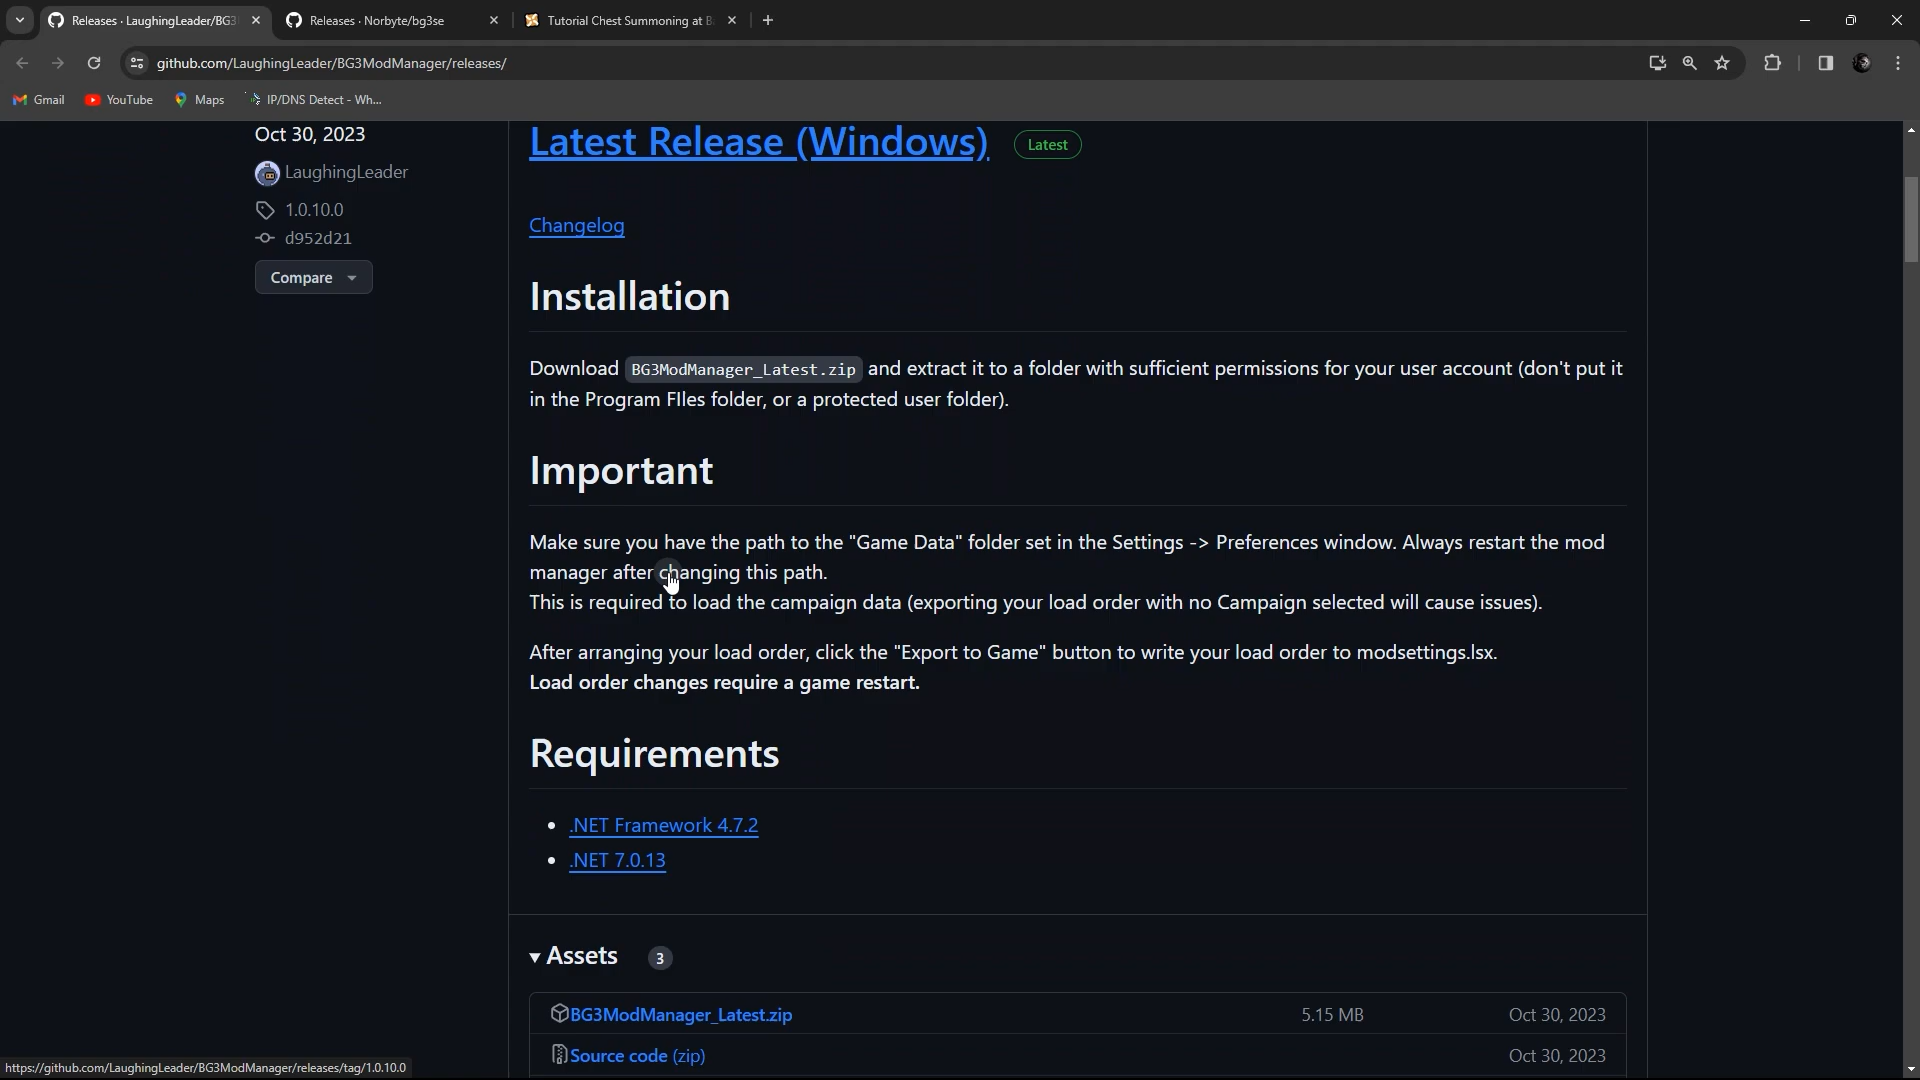 Releases · LaughingLeader/BG3
Releases · Norbyte/bg3se
Tutorial Chest Summoning at B
github.com/LaughingLeader/BG3ModManager/releases/
Gmail
YouTube
Maps
IP/DNS Detect - Wh...
Oct 30, 2023
LaughingLeader
1.0.10.0
d952d21
Compare
Latest Release (Windows)
Latest
Changelog
Installation
Download BG3ModManager_Latest.zip and extract it to a folder with sufficient permissions for your user account (don't put it
in the Program FIles folder, or a protected user folder).
Important
Make sure you have the path to the "Game Data" folder set in the Settings -> Preferences window. Always restart the mod
manager after changing this path.
This is required to load the campaign data (exporting your load order with no Campaign selected will cause issues).
After arranging your load order, click the "Export to Game" button to write your load order to modsettings.lsx.
Load order changes require a game restart.
Requirements
.NET Framework 4.7.2
.NET 7.0.13
Assets 3
BG3ModManager_Latest.zip 5.15 MB Oct 30, 2023
Source code (zip) Oct 30, 2023
https://github.com/LaughingLeader/BG3ModManager/releases/tag/1.0.10.0